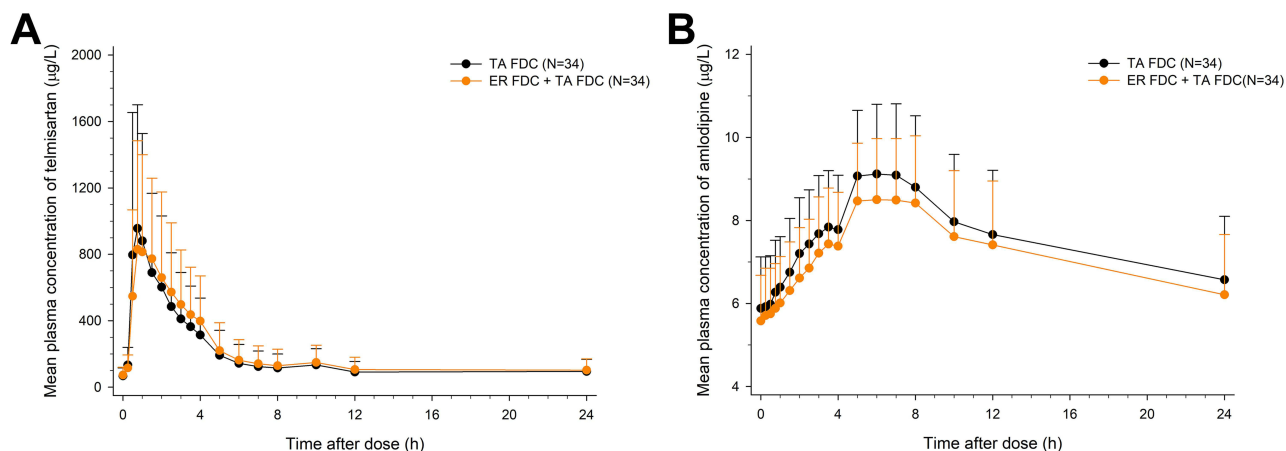 A
Mean plasma concentration of telmisartan (μg/L)
2000
1600
1200
800
400
0
0
4
8
12
16
20
24
Time after dose (h)
TA FDC (N=34)
ER FDC + TA FDC (N=34)
B
Mean plasma concentration of amlodipine (μg/L)
12
10
8
6
4
0
4
8
12
16
20
24
Time after dose (h)
TA FDC (N=34)
ER FDC + TA FDC(N=34)